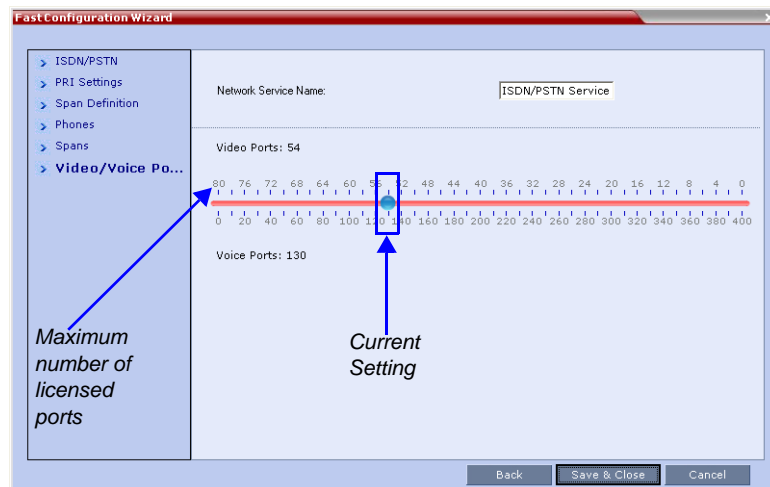 Fast Configuration Wizard
ISDN/PSTN
PRI Settings
Span Definition
Phones
Spans
Video/Voice Po...
Network Service Name:
ISDN/PSTN Service
Video Ports: 54
80 76 72 68 64 60 52 48 44 40 36 32 28 24 20 16 12 8 4 0
0 20 40 60 80 100 160 180 200 220 240 260 280 300 320 340 360 380 400
Voice Ports: 130
Maximum
number of
licensed
ports
Current
Setting
Back
Save & Close
Cancel